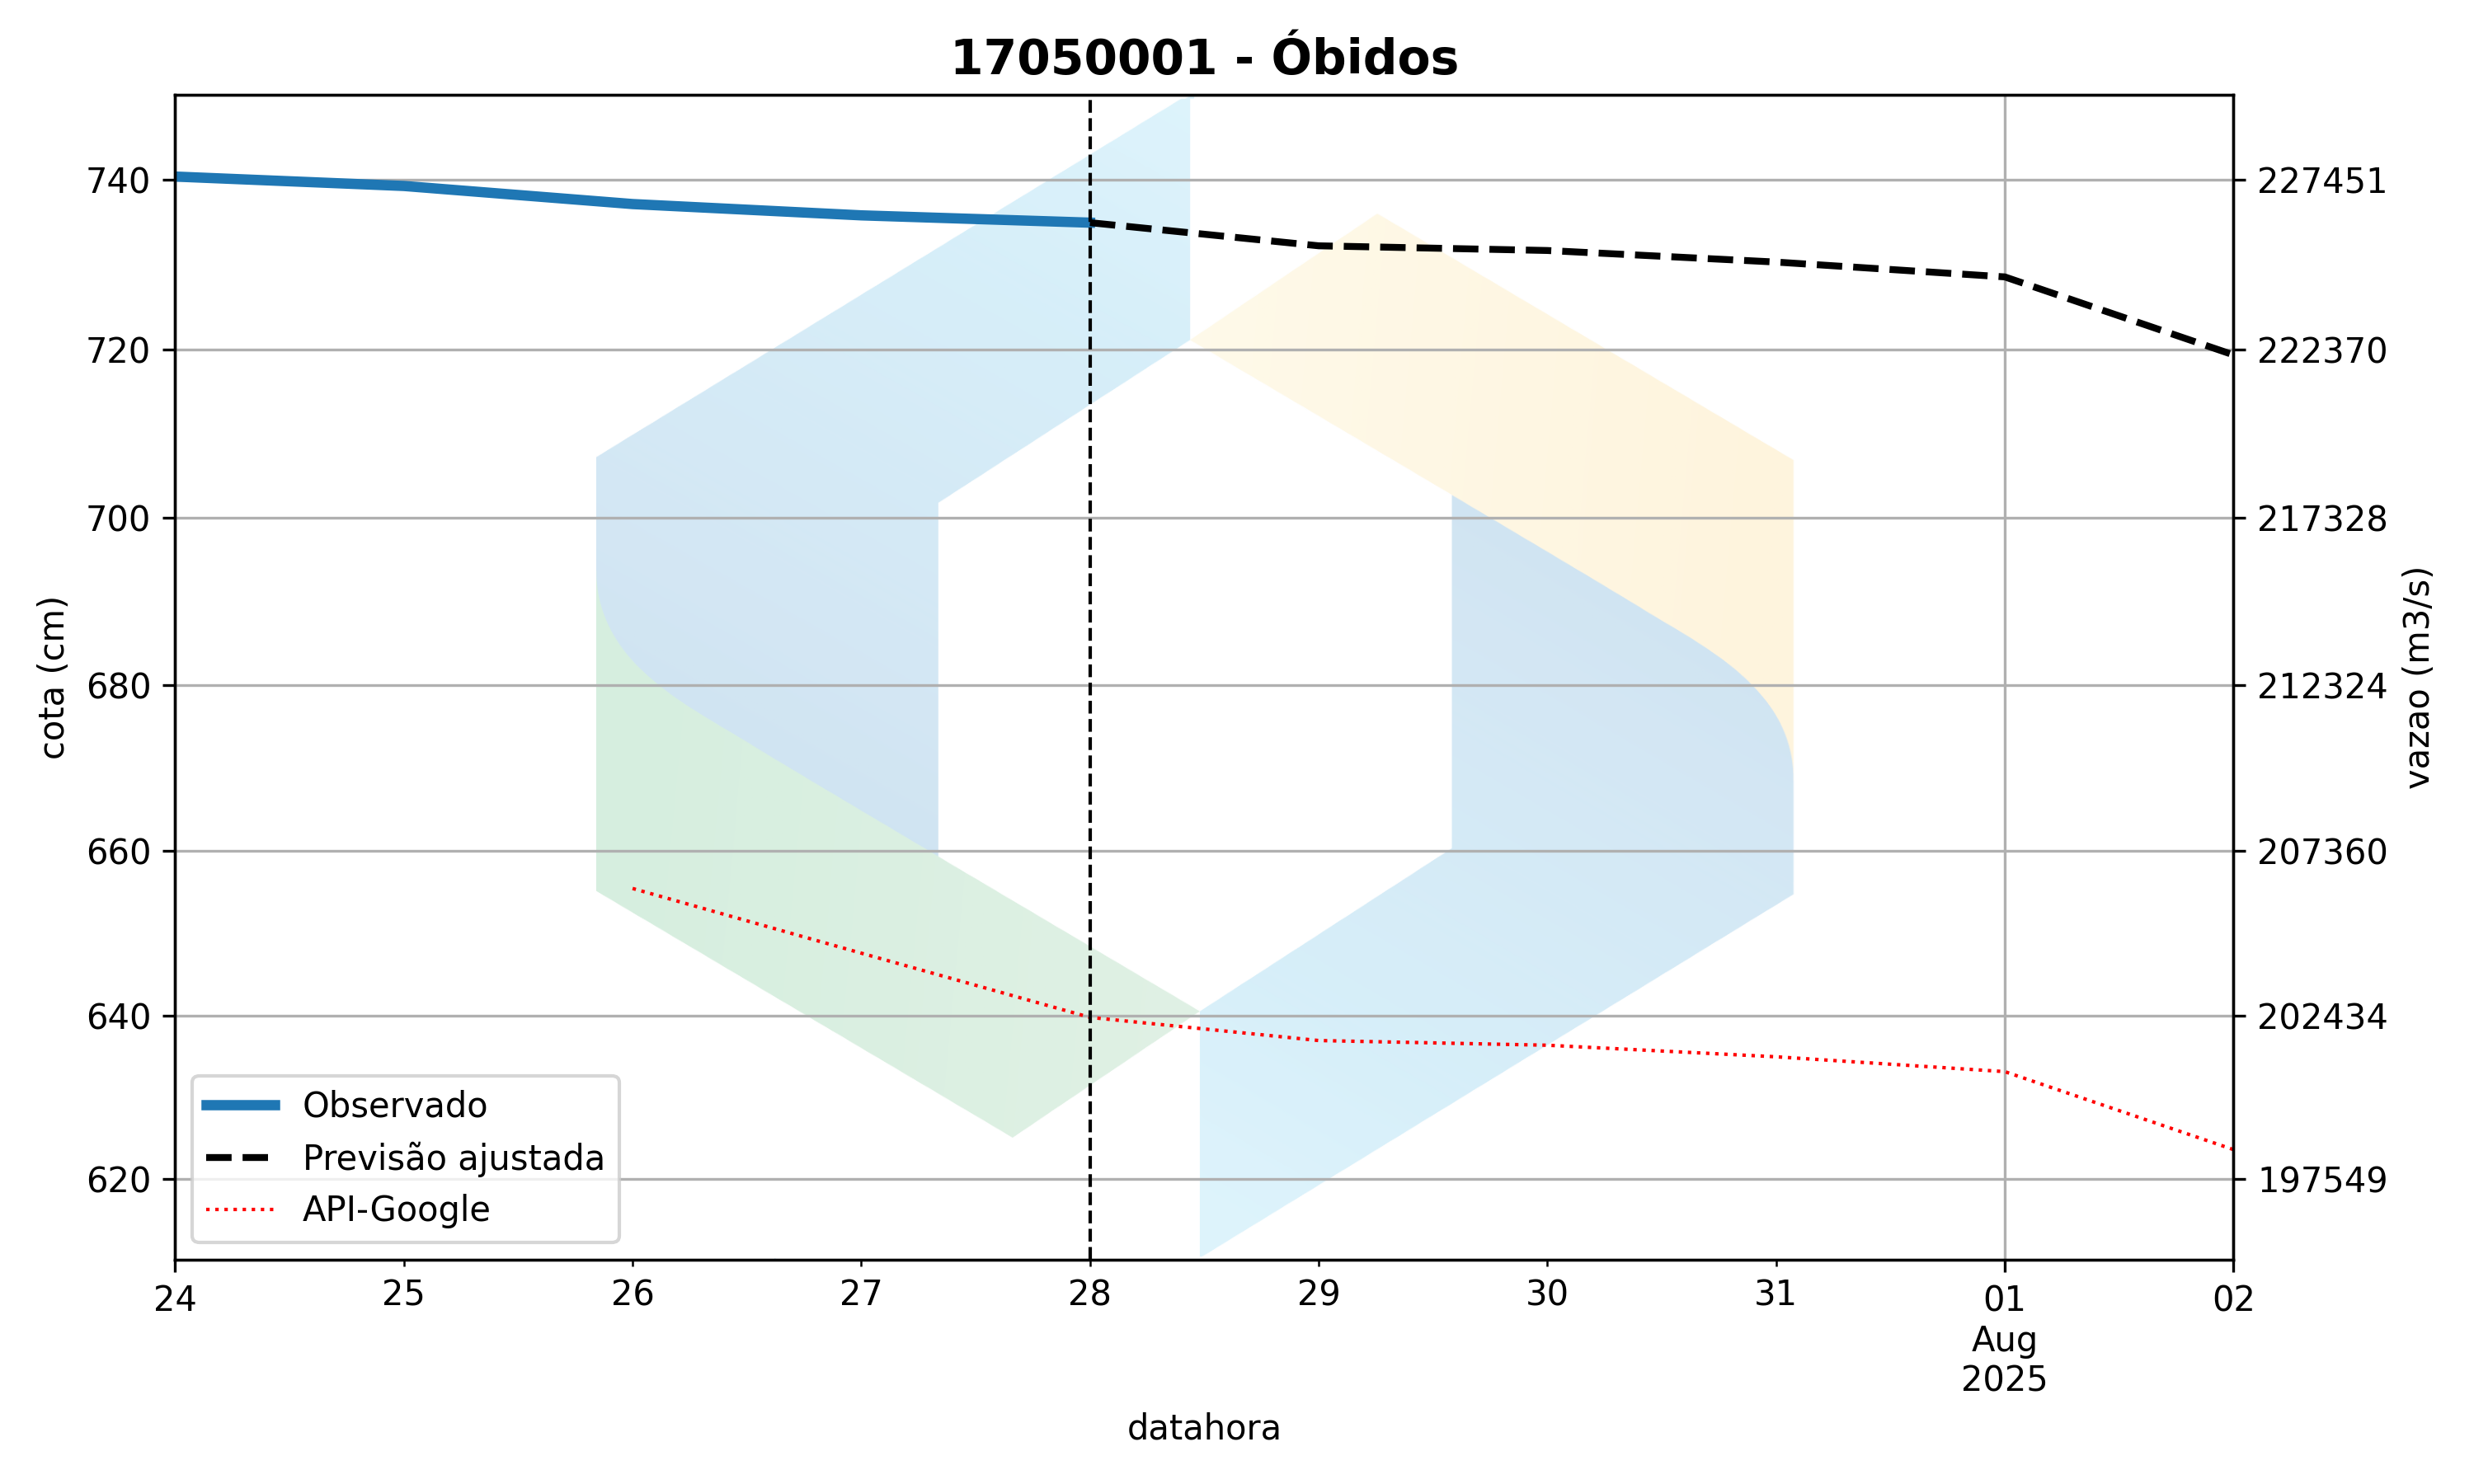 17050001 - Óbidos
740
720
700
680
660
640
620
cota (cm)
227451
222370
217328
212324
207360
202434
197549
vazao (m3/s)
Observado
Previsão ajustada
API-Google
24 25 26 27 28 29 30 31 01 02
Aug
2025
datahora